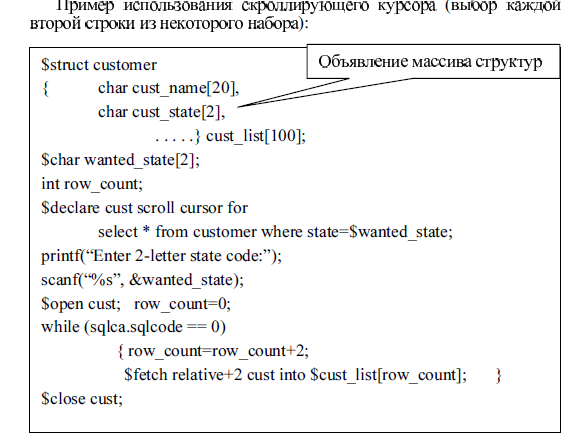 Пример использования скроллирующего курсора (выбор каждой
второй строки из некоторого набора):
$struct customer
Объявление массива структур
{ char cust_name[20],
char cust_state[2],
. . . . .} cust_list[100];
$char wanted_state[2];
int row_count;
$declare cust scroll cursor for
select * from customer where state=$wanted_state;
printf(“Enter 2-letter state code:”);
scanf(“%s”, &wanted_state);
$open cust; row_count=0;
while (sqlca.sqlcode == 0)
{ row_count=row_count+2;
$fetch relative+2 cust into $cust_list[row_count]; }
$close cust;